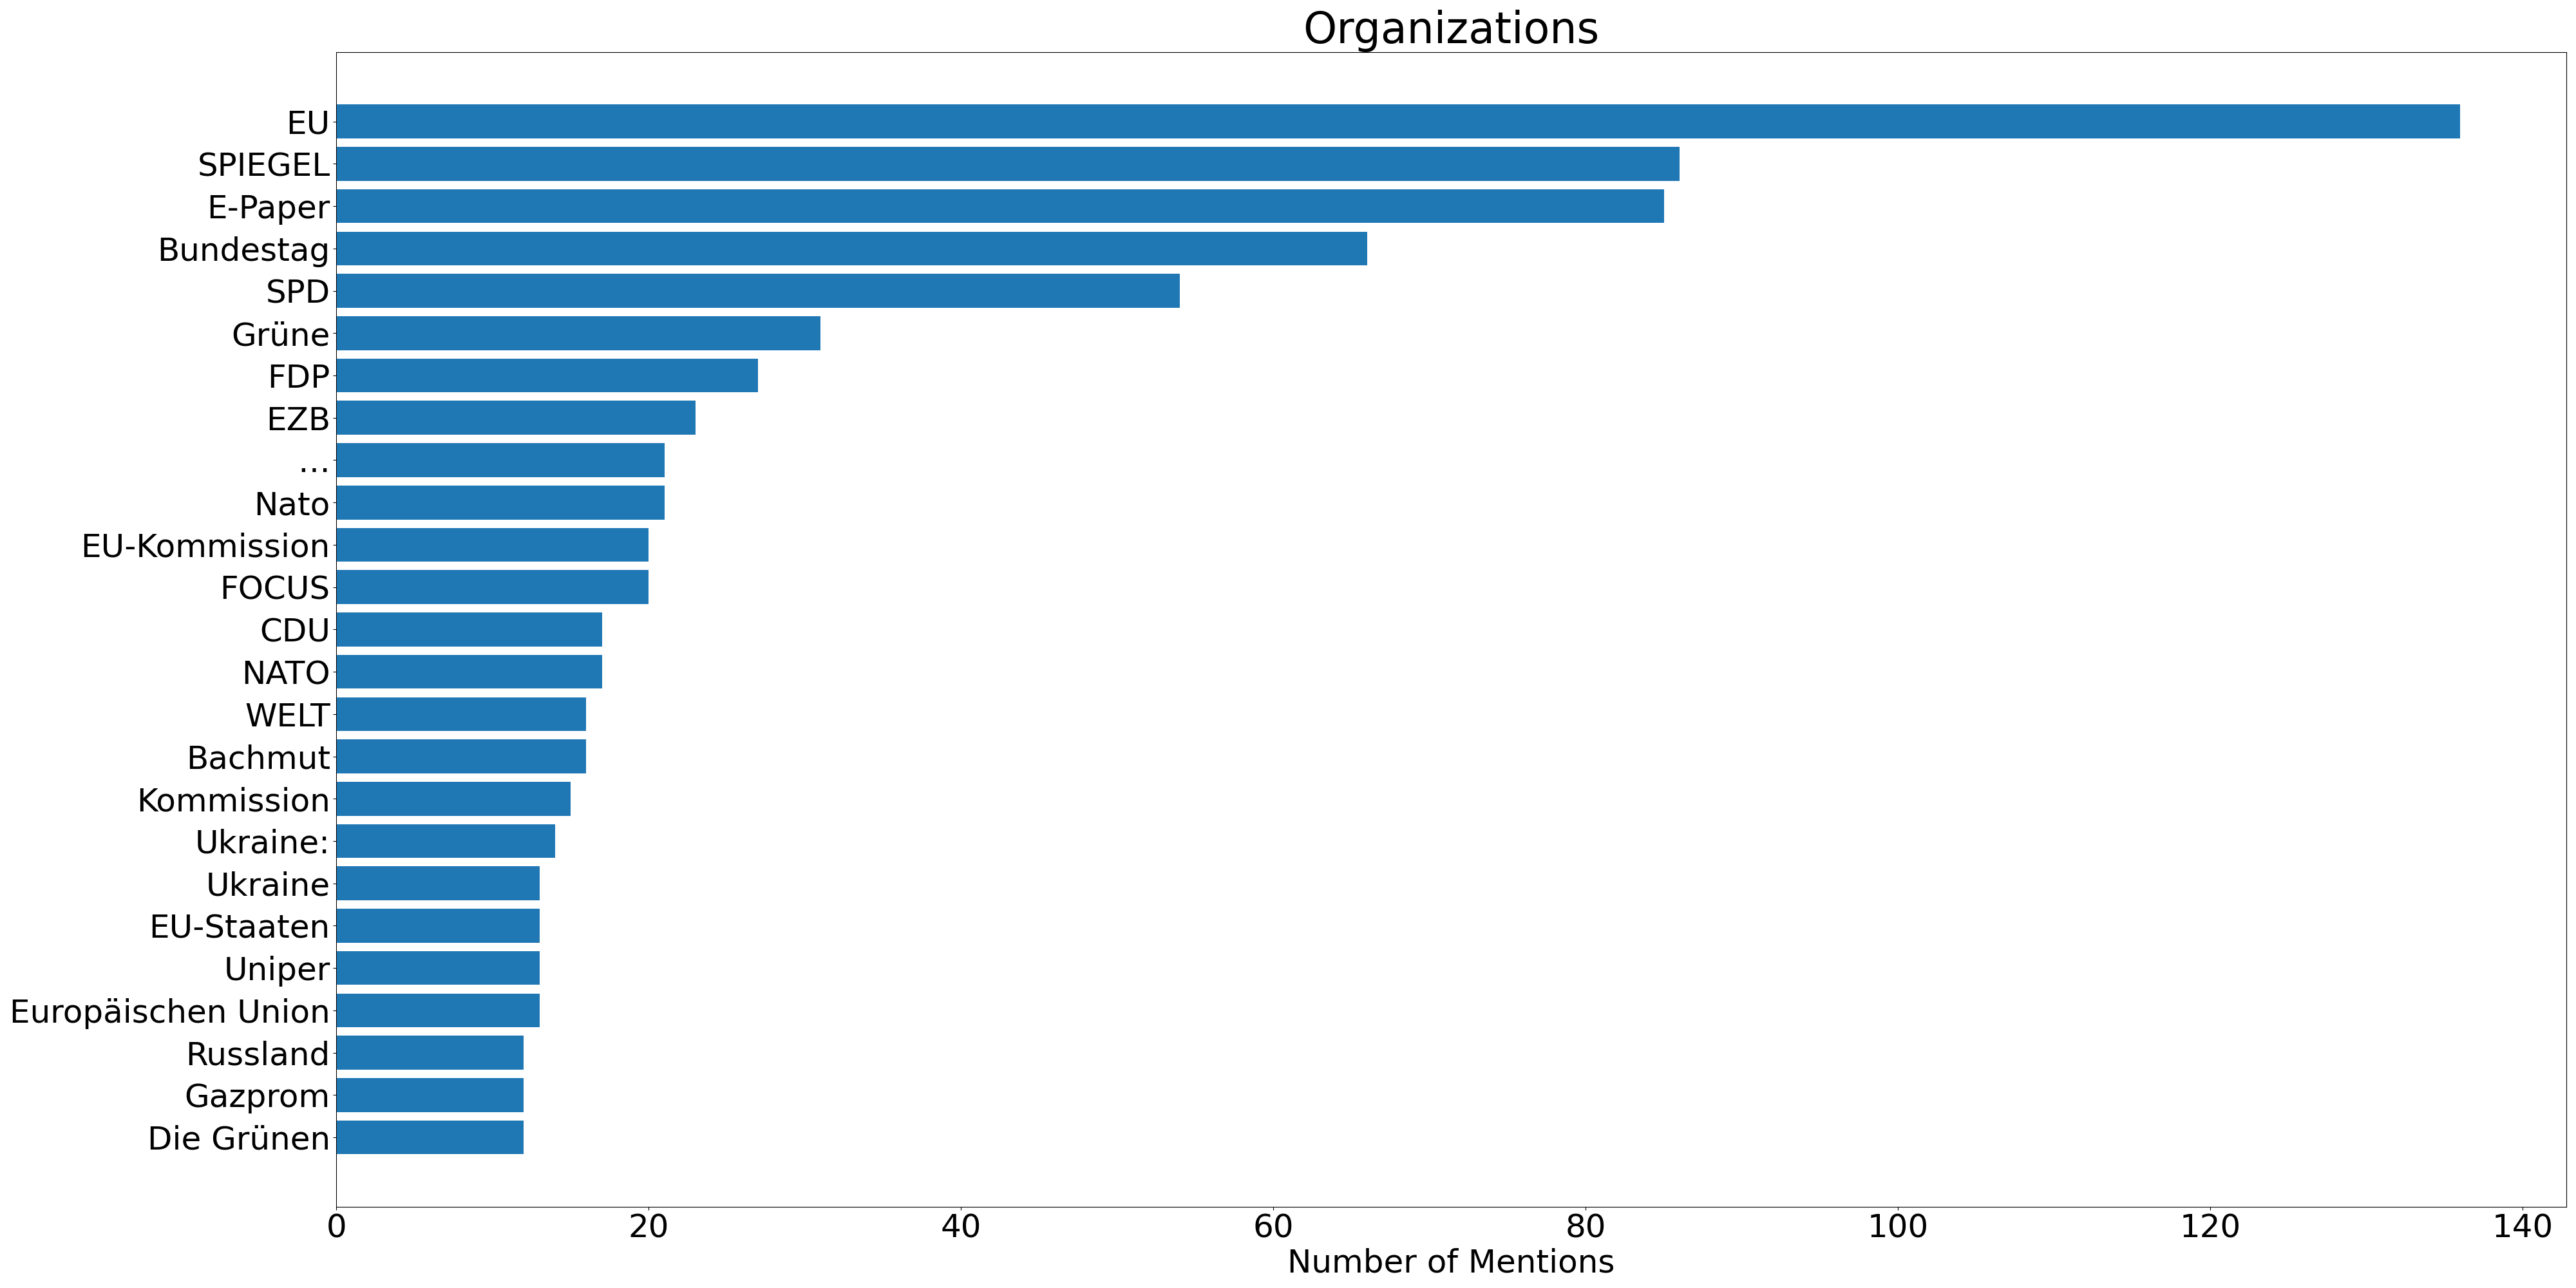 Organizations
EU
SPIEGEL
E-Paper
Bundestag
SPD
Grüne
FDP
EZB
...
Nato
EU-Kommission
FOCUS
CDU
NATO
WELT
Bachmut
Kommission
Ukraine:
Ukraine
EU-Staaten
Uniper
Europäischen Union
Russland
Gazprom
Die Grünen
0 20 40 60 80 100 120 140
Number of Mentions